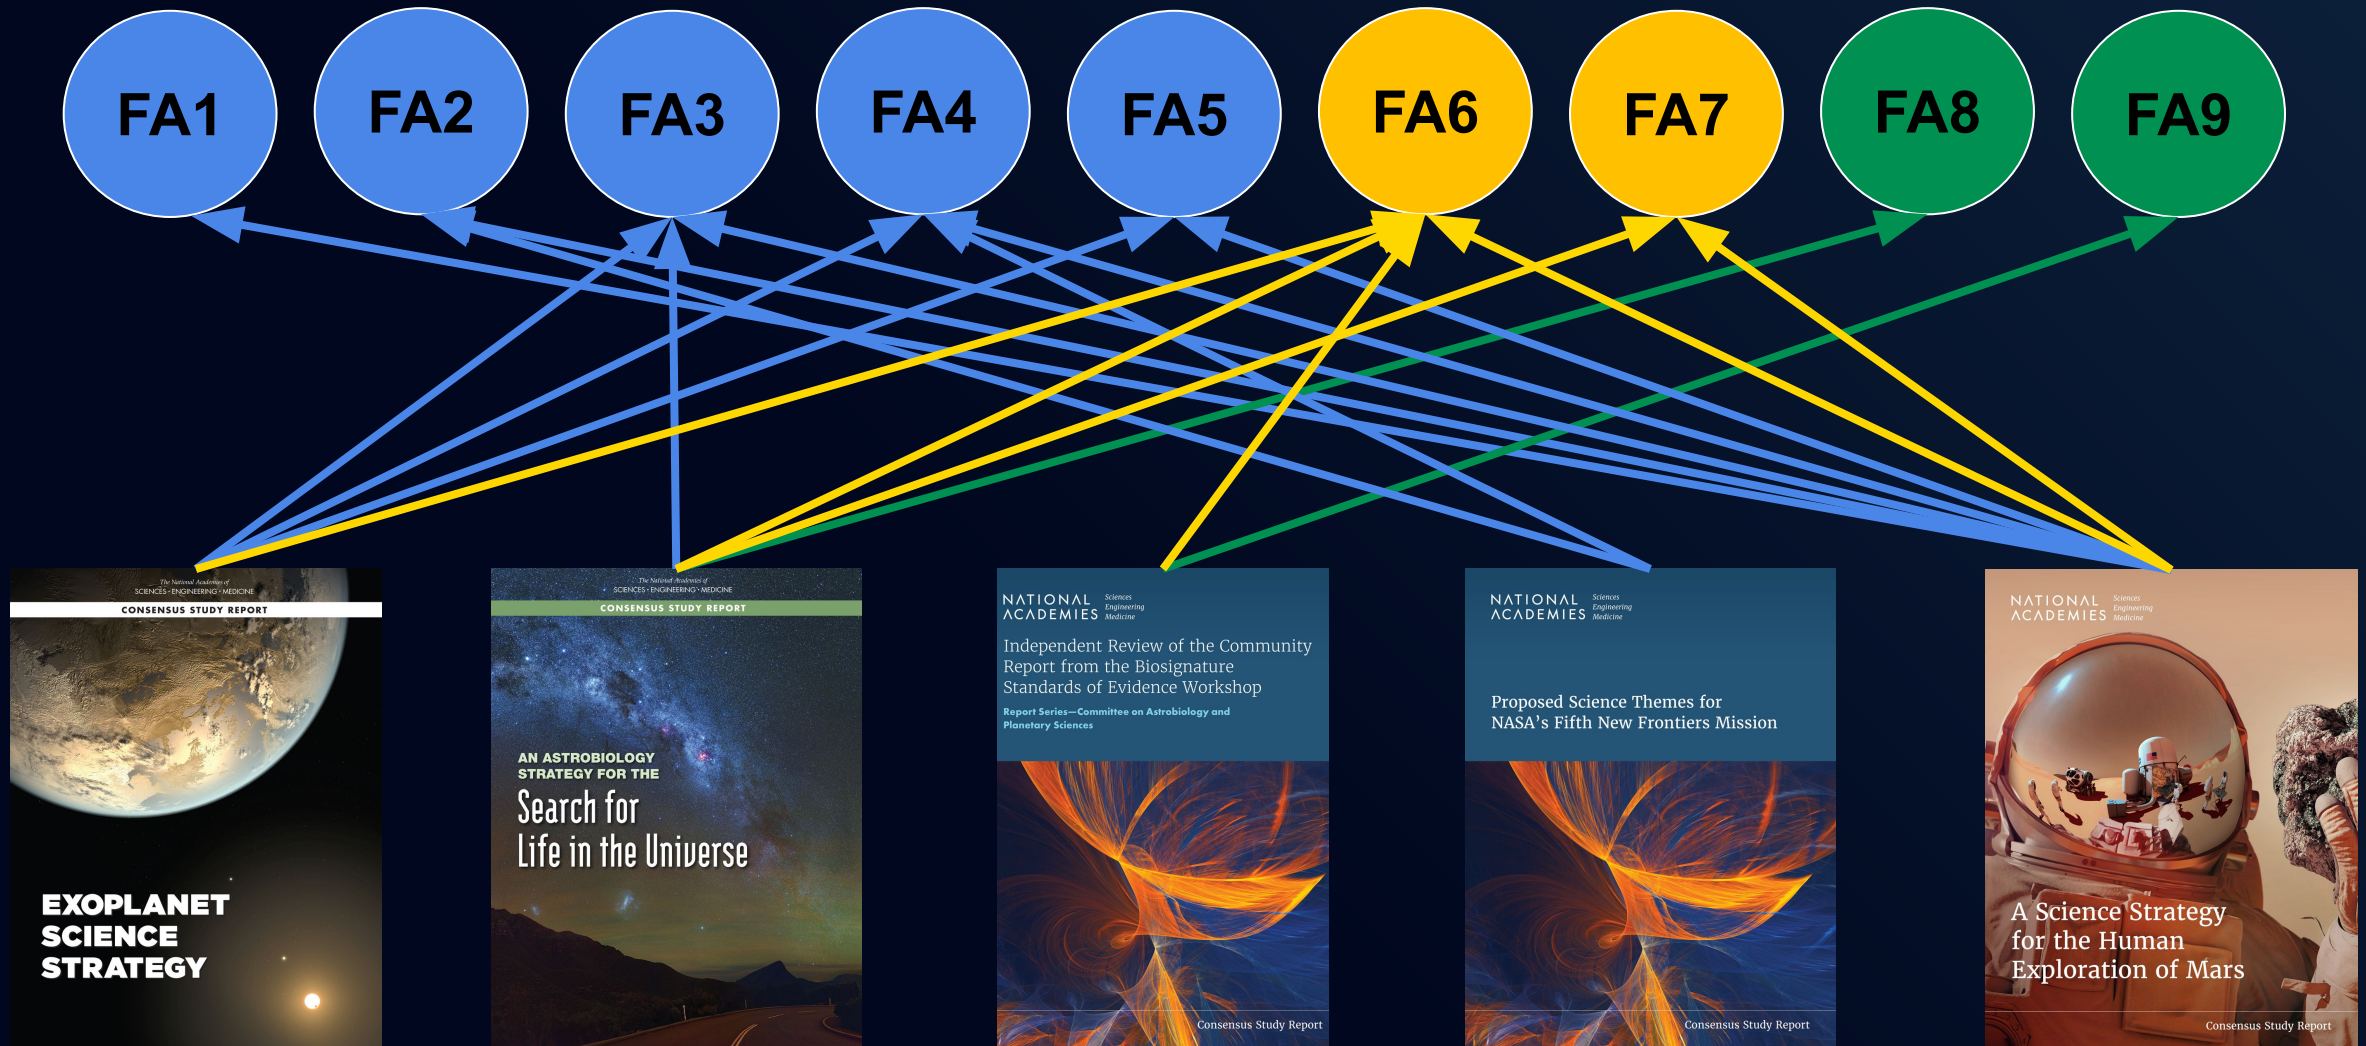 FA1
FA2
FA3
FA4
FA5
FA6
FA7
FA8
FA9
The National Academies of
SCIENCES • ENGINEERING • MEDICINE
CONSENSUS STUDY REPORT
EXOPLANET
SCIENCE
STRATEGY
The National Academies of
SCIENCES • ENGINEERING • MEDICINE
CONSENSUS STUDY REPORT
AN ASTROBIOLOGY
STRATEGY FOR THE
Search for
Life in the Universe
NATIONAL
ACADEMIES
Sciences
Engineering
Medicine
Independent Review of the Community
Report from the Biosignature
Standards of Evidence Workshop
Report Series—Committee on Astrobiology and
Planetary Sciences
Consensus Study Report
NATIONAL
ACADEMIES
Sciences
Engineering
Medicine
Proposed Science Themes for
NASA's Fifth New Frontiers Mission
Consensus Study Report
NATIONAL
ACADEMIES
Sciences
Engineering
Medicine
A Science Strategy
for the Human
Exploration of Mars
Consensus Study Report